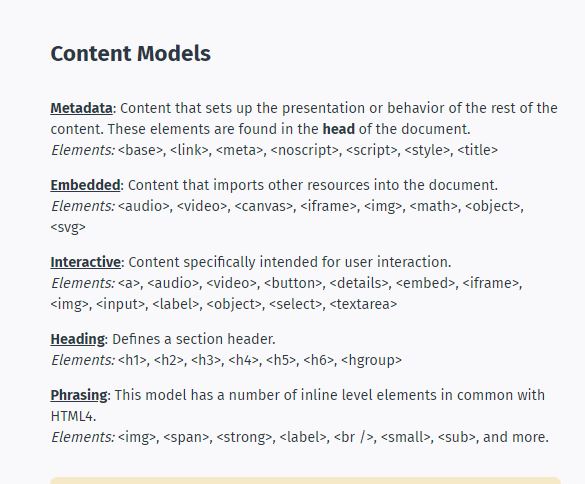 Content Models
Metadata: Content that sets up the presentation or behavior of the rest of the
content. These elements are found in the head of the document.
Elements: <base>, <link>, <meta>, <noscript>, <script>, <style>, <title>
Embedded: Content that imports other resources into the document.
Elements: <audio>, <video>, <canvas>, <iframe>, <img>, <math>, <object>,
<svg>
Interactive: Content specifically intended for user interaction.
Elements: <a>, <audio>, <video>, <button>, <details>, <embed>, <iframe>,
<img>, <input>, <label>, <object>, <select>, <textarea>
Heading: Defines a section header.
Elements: <h1>, <h2>, <h3>, <h4>, <h5>, <h6>, <hgroup>
Phrasing: This model has a number of inline level elements in common with
HTML4.
Elements: <img>, <span>, <strong>, <label>, <br />, <small>, <sub>, and more.